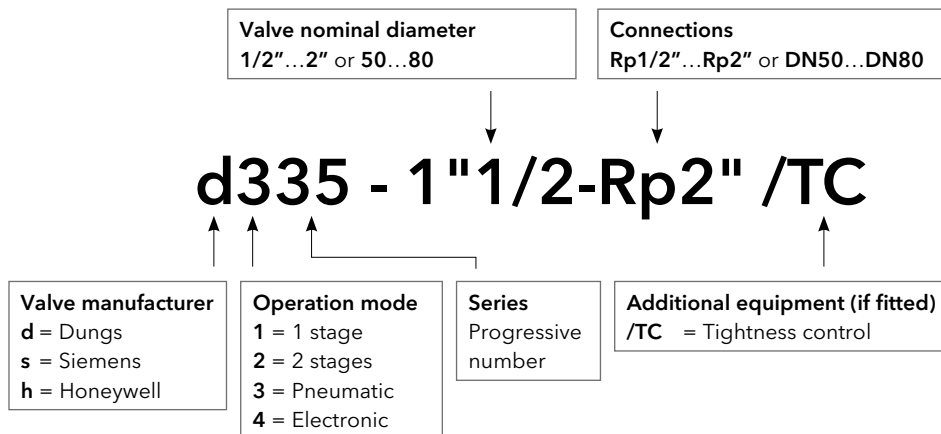 Valve nominal diameter
1/2”…2” or 50…80
Connections
Rp1/2”…Rp2” or DN50…DN80
d335 - 1"1/2-Rp2" /TC
Valve manufacturer
d = Dungs
s = Siemens
h = Honeywell
Operation mode
1 = 1 stage
2 = 2 stages
3 = Pneumatic
4 = Electronic
Series
Progressive
number
Additional equipment (if fitted)
/TC = Tightness control